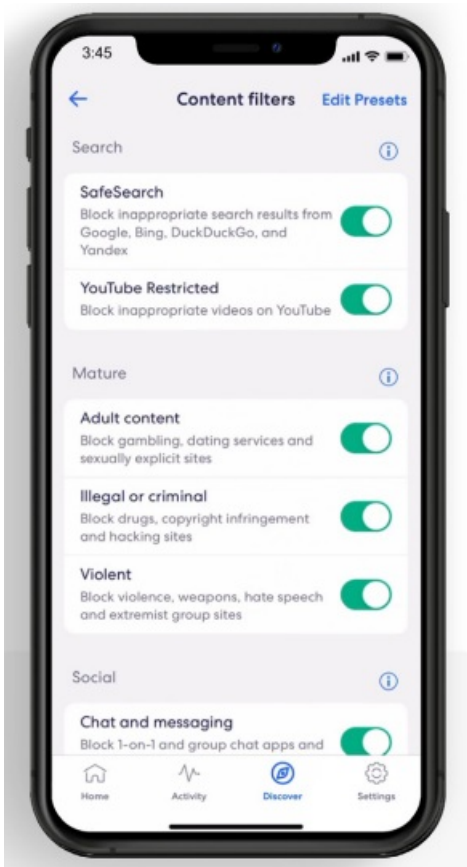 3:45
Content filters
Edit Presets
Search
SafeSearch
Block inappropriate search results from
Google, Bing, DuckDuckGo, and
Yandex
YouTube Restricted
Block inappropriate videos on YouTube
Mature
Adult content
Block gambling, dating services and
sexually explicit sites
Illegal or criminal
Block drugs, copyright infringement
and hacking sites
Violent
Block violence, weapons, hate speech
and extremist group sites
Social
Chat and messaging
Block 1-on-1 and group chat apps and
Home
Activity
Discover
Settings